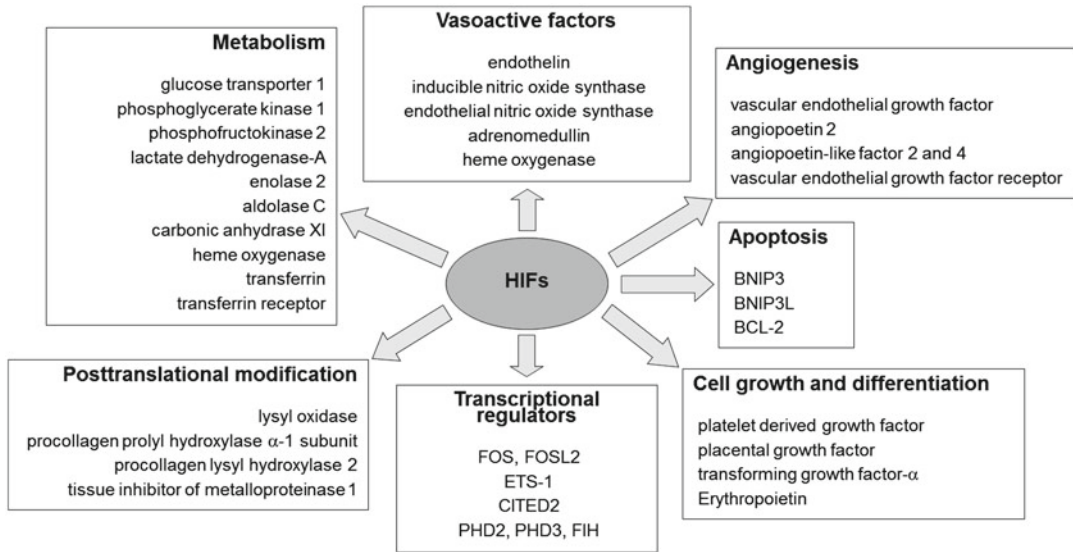 Metabolism
glucose transporter 1
phosphoglycerate kinase 1
phosphofructokinase 2
lactate dehydrogenase-A
enolase 2
aldolase C
carbonic anhydrase XI
heme oxygenase
transferrin
transferrin receptor
Vasoactive factors
endothelin
inducible nitric oxide synthase
endothelial nitric oxide synthase
adrenomedullin
heme oxygenase
Angiogenesis
vascular endothelial growth factor
angiopoetin 2
angiopoetin-like factor 2 and 4
vascular endothelial growth factor receptor
HIFs
Apoptosis
BNIP3
BNIP3L
BCL-2
Posttranslational modification
lysyl oxidase
procollagen prolyl hydroxylase α-1 subunit
procollagen lysyl hydroxylase 2
tissue inhibitor of metalloproteinase 1
Transcriptional
regulators
FOS, FOSL2
ETS-1
CITED2
PHD2, PHD3, FIH
Cell growth and differentiation
platelet derived growth factor
placental growth factor
transforming growth factor-α
Erythropoietin